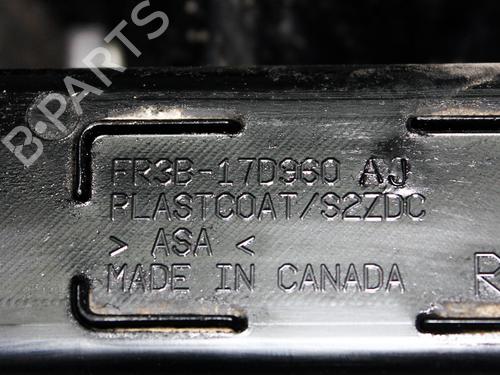 B-PARTS
FR3B-17D960 AJ
PLASTCOAT/S2ZDC
> ASA <
MADE IN CANADA
R